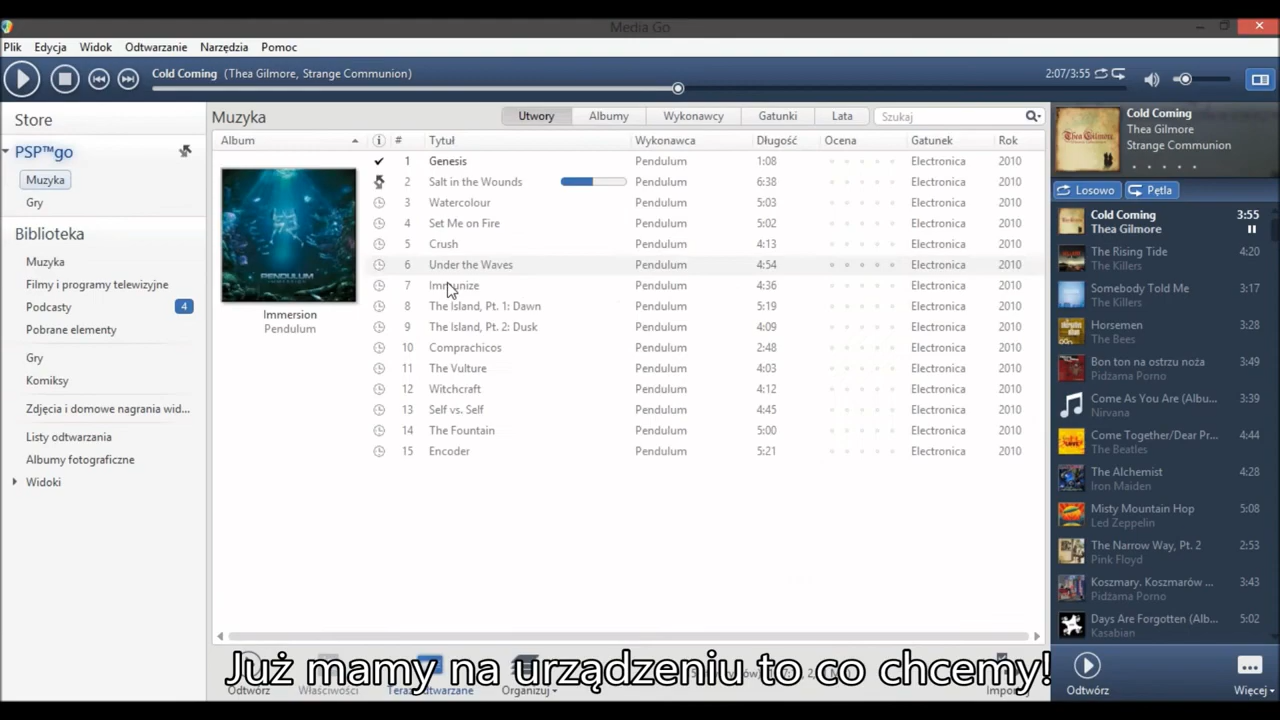 Media Go
Plik Edycja Widok Odtwarzanie Narzędzia Pomoc
Cold Coming (Thea Gilmore, Strange Communion) 2:07/3:55
Store
PSP™go
Muzyka
Gry
Biblioteka
Muzyka
Filmy i programy telewizyjne
Podcasty 4
Pobrane elementy
Gry
Komiksy
Zdjęcia i domowe nagrania wid...
Listy odtwarzania
Albumy fotograficzne
Widoki
Muzyka Utwory Albumy Wykonawcy Gatunki Lata Szukaj
Album # Tytuł Wykonawca Długość Ocena Gatunek Rok
1 Genesis Pendulum 1:08 Electronica 2010
2 Salt in the Wounds Pendulum 6:38 Electronica 2010
3 Watercolour Pendulum 5:03 Electronica 2010
4 Set Me on Fire Pendulum 5:02 Electronica 2010
5 Crush Pendulum 4:13 Electronica 2010
6 Under the Waves Pendulum 4:54 Electronica 2010
7 Immunize Pendulum 4:36 Electronica 2010
8 The Island, Pt. 1: Dawn Pendulum 5:19 Electronica 2010
9 The Island, Pt. 2: Dusk Pendulum 4:09 Electronica 2010
10 Comprachicos Pendulum 2:48 Electronica 2010
11 The Vulture Pendulum 4:03 Electronica 2010
12 Witchcraft Pendulum 4:12 Electronica 2010
13 Self vs. Self Pendulum 4:45 Electronica 2010
14 The Fountain Pendulum 5:00 Electronica 2010
15 Encoder Pendulum 5:21 Electronica 2010
PENDULUM
Immersion
Pendulum
Thea Gilmore
Cold Coming
Thea Gilmore
Strange Communion
Losowo Pętla
Cold Coming 3:55
Thea Gilmore
The Rising Tide 4:20
The Killers
Somebody Told Me 3:17
The Killers
Horsemen 3:28
The Bees
Bon ton na ostrzu noża 3:49
Pidżama Porno
Come As You Are (Albu... 3:39
Nirvana
Come Together/Dear Pr... 4:44
The Beatles
The Alchemist 4:28
Iron Maiden
Misty Mountain Hop 5:08
Led Zeppelin
The Narrow Way, Pt. 2 2:53
Pink Floyd
Koszmary. Koszmarów ... 3:43
Pidżama Porno
Days Are Forgotten (Alb... 5:02
Kasabian
Odtwórz Właściwości Teraz odtwarzane Organizuj
Odtwórz Więcej
Już mamy na urządzeniu to co chcemy!